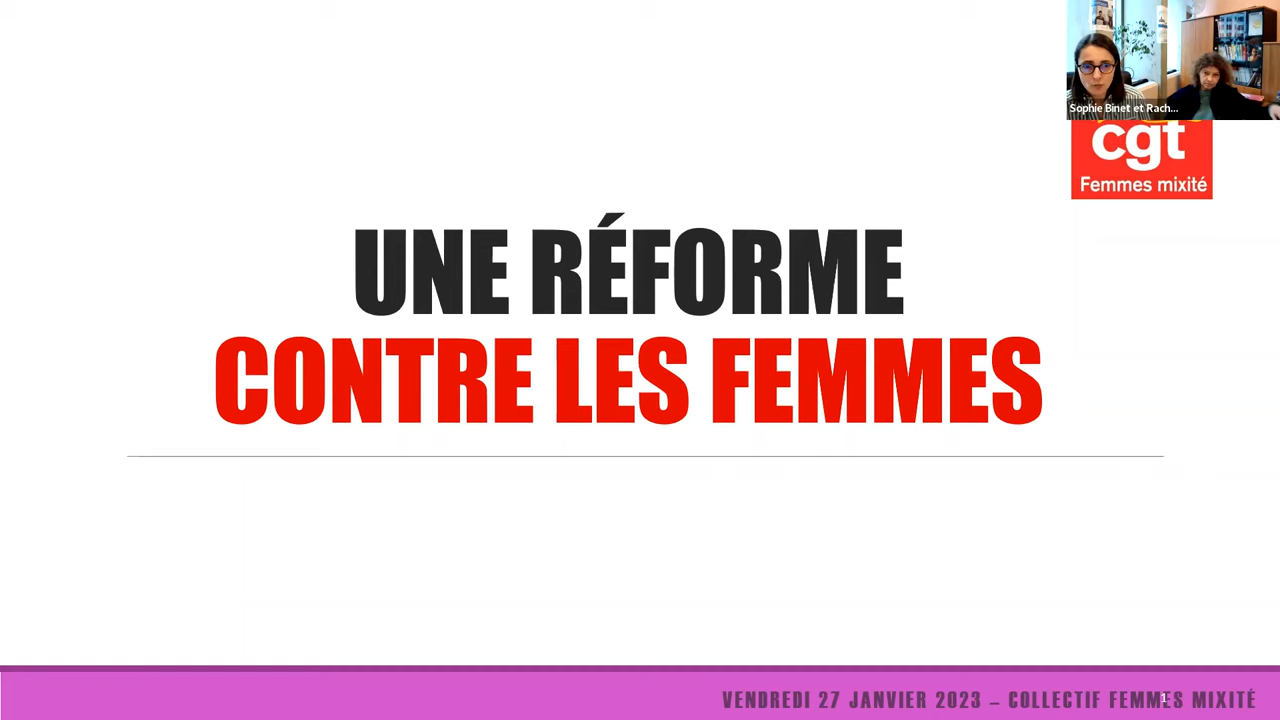 Sophie Binet et Rach...
cgt
Femmes mixité
UNE RÉFORME
CONTRE LES FEMMES
VENDREDI 27 JANVIER 2023 – COLLECTIF FEMMES MIXITÉ
1